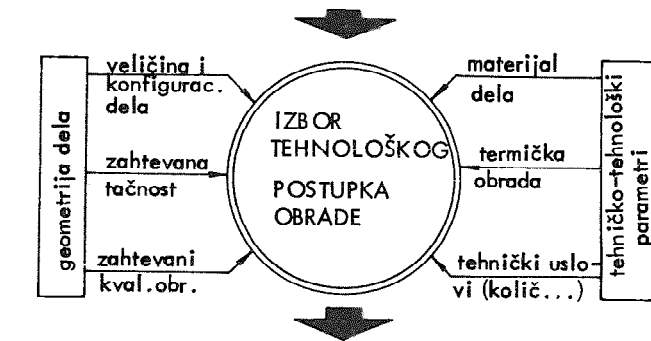 geometrija dela
veličina i
konfigurac.
dela
zahtevana
tačnost
zahtevani
kval.obr.
IZBOR
TEHNOLOŠKOG
POSTUPKA
OBRADE
materijal
dela
termička
obrada
tehnički uslo-
vi (količ...)
tehničko-tehnološki
parametri